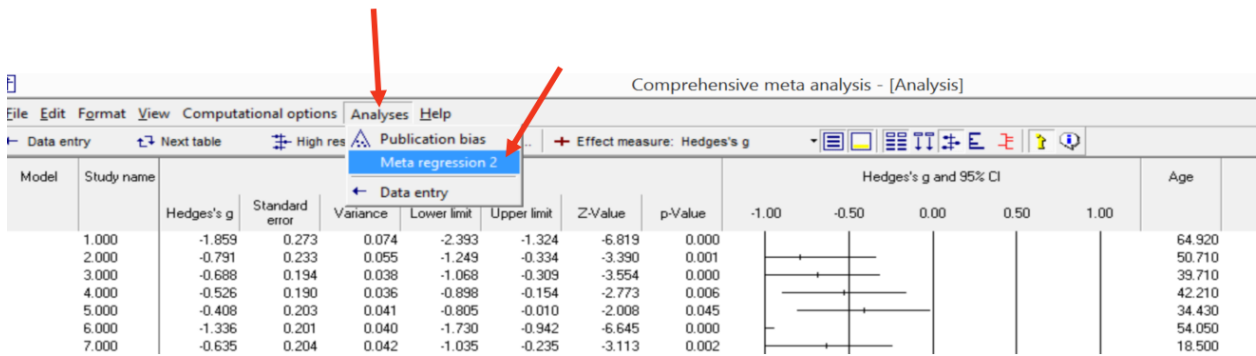 Comprehensive meta analysis - [Analysis]
File Edit Format View Computational options Analyses Help
Data entry Next table High res Publication bias .. Effect measure: Hedges's g
Meta regression 2
Data entry
Model Study name Hedges's g and 95% CI Age
Hedges's g Standard error Variance Lower limit Upper limit Z-Value p-Value -1.00 -0.50 0.00 0.50 1.00
1.000 -1.859 0.273 0.074 -2.393 -1.324 -6.819 0.000 64.920
2.000 -0.791 0.233 0.055 -1.249 -0.334 -3.390 0.001 50.710
3.000 -0.688 0.194 0.038 -1.068 -0.309 -3.554 0.000 39.710
4.000 -0.526 0.190 0.036 -0.898 -0.154 -2.773 0.006 42.210
5.000 -0.408 0.203 0.041 -0.805 -0.010 -2.008 0.045 34.430
6.000 -1.336 0.201 0.040 -1.730 -0.942 -6.645 0.000 54.050
7.000 -0.635 0.204 0.042 -1.035 -0.235 -3.113 0.002 18.500